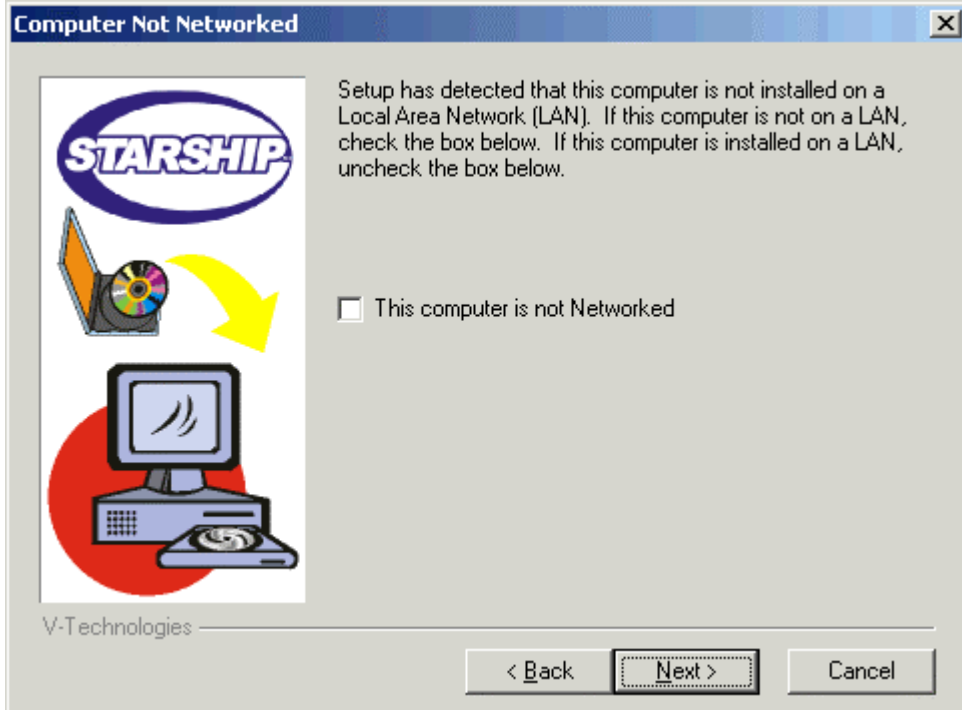 Computer Not Networked
STARSHIP
Setup has detected that this computer is not installed on a
Local Area Network (LAN).  If this computer is not on a LAN,
check the box below.  If this computer is installed on a LAN,
uncheck the box below.
This computer is not Networked
V-Technologies
< Back
Next >
Cancel